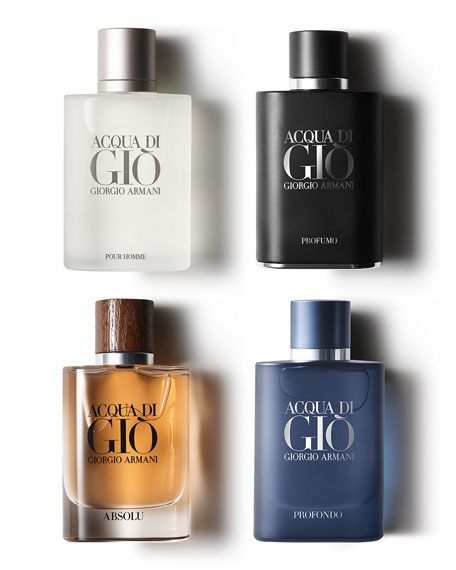 ACQUA DI
GIÒ
GIORGIO ARMANI
POUR HOMME
ACQUA DI
GIÒ
GIORGIO ARMANI
PROFUMO
ACQUA DI
GIÒ
GIORGIO ARMANI
ABSOLU
ACQUA DI
GIÒ
GIORGIO ARMANI
PROFONDO